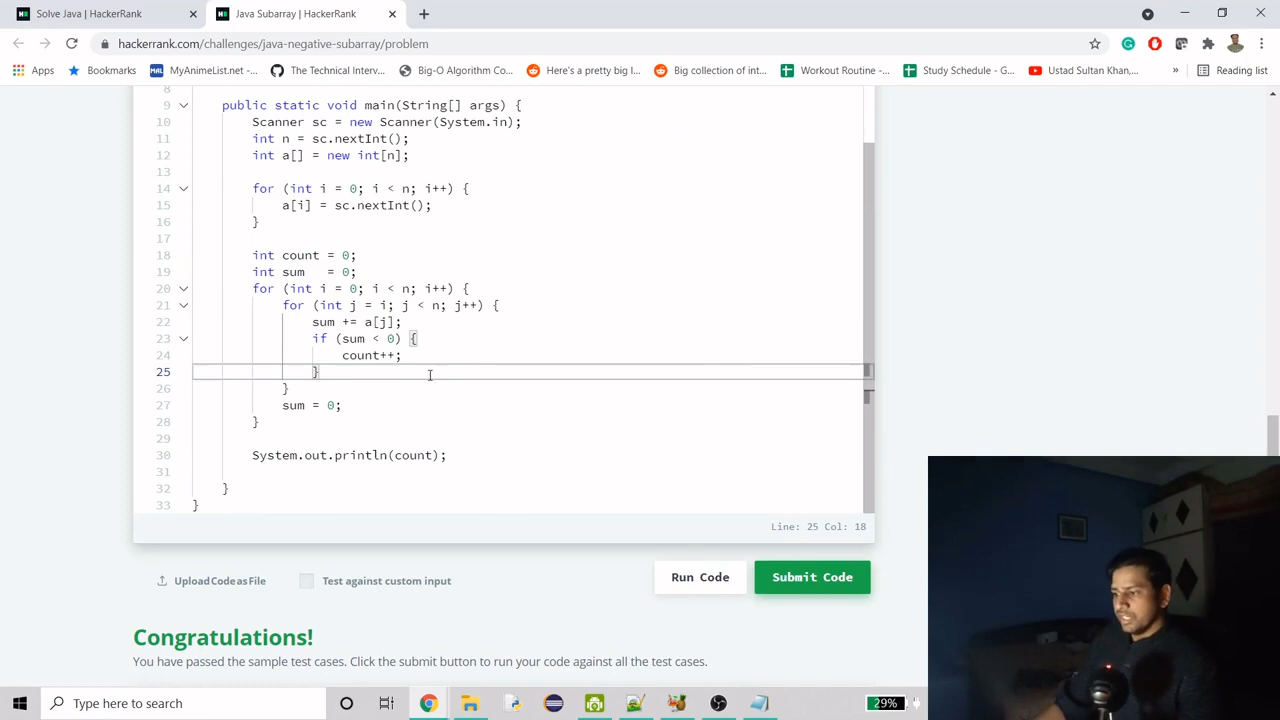 Solve Java | HackerRank
Java Subarray | HackerRank
hackerrank.com/challenges/java-negative-subarray/problem
Apps
Bookmarks
MyAnimeList.net -...
The Technical Interv...
Big-O Algorithm Co...
Here's a pretty big l...
Big collection of int...
Workout Routine -...
Study Schedule - G...
Ustad Sultan Khan,...
»
Reading list
8
9 public static void main(String[] args) {
10 Scanner sc = new Scanner(System.in);
11 int n = sc.nextInt();
12 int a[] = new int[n];
13
14 for (int i = 0; i < n; i++) {
15 a[i] = sc.nextInt();
16 }
17
18 int count = 0;
19 int sum   = 0;
20 for (int i = 0; i < n; i++) {
21 for (int j = i; j < n; j++) {
22 sum += a[j];
23 if (sum < 0) {
24 count++;
25 }
26 }
27 sum = 0;
28 }
29
30 System.out.println(count);
31
32 }
33 }
Line: 25 Col: 18
Upload Code as File
Test against custom input
Run Code
Submit Code
Congratulations!
You have passed the sample test cases. Click the submit button to run your code against all the test cases.
Type here to search
29%